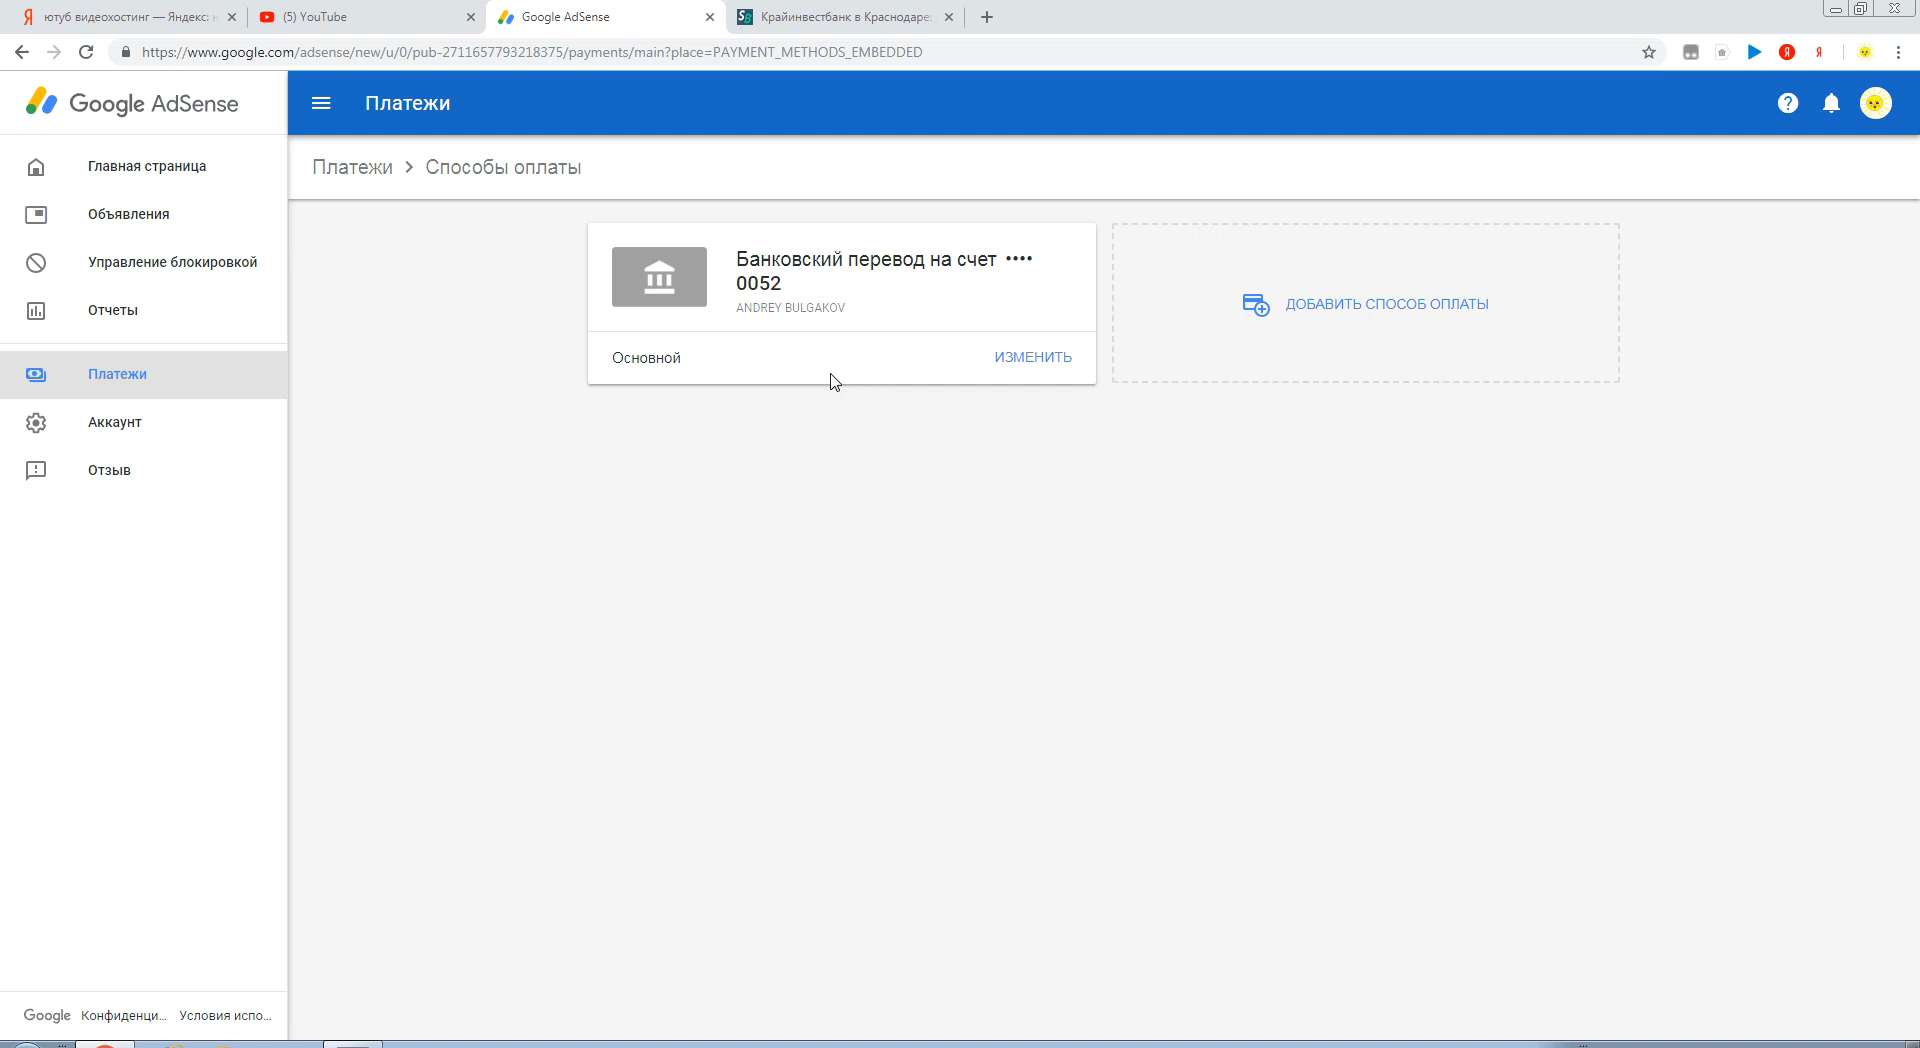 ютуб видеохостинг — Яндекс:
(5) YouTube
Google AdSense
Крайинвестбанк в Краснодаре:
https://www.google.com/adsense/new/u/0/pub-2711657793218375/payments/main?place=PAYMENT_METHODS_EMBEDDED
Google AdSense
Платежи
Главная страница
Объявления
Управление блокировкой
Отчеты
Платежи
Аккаунт
Отзыв
Платежи > Способы оплаты
Банковский перевод на счет ••••
0052
ANDREY BULGAKOV
Основной
ИЗМЕНИТЬ
ДОБАВИТЬ СПОСОБ ОПЛАТЫ
Google Конфиденци... Условия испо...